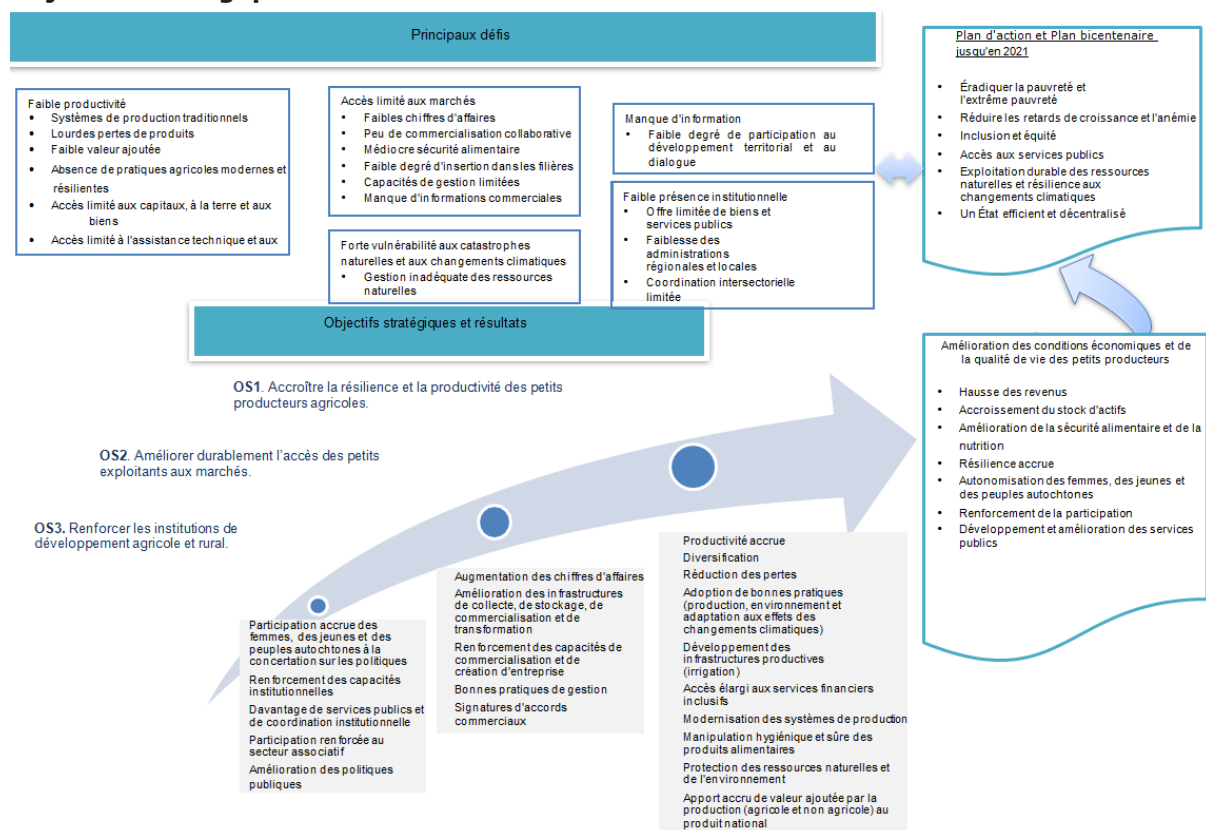 Principaux défis
Faible productivité
• Systèmes de production traditionnels
• Lourdes pertes de produits
• Faible valeur ajoutée
• Absence de pratiques agricoles modernes et
résilientes
• Accès limité aux capitaux, à la terre et aux
biens
• Accès limité à l'assistance technique et aux
Accès limité aux marchés
• Faibles chiffres d'affaires
• Peu de commercialisation collaborative
• Médiocre sécurité alimentaire
• Faible degré d'insertion dans les filières
• Capacités de gestion limitées
• Manque d'informations commerciales
Forte vulnérabilité aux catastrophes
naturelles et aux changements climatiques
• Gestion inadéquate des ressources
naturelles
Manque d'information
• Faible degré de participation au
développement territorial et au
dialogue
Faible présence institutionnelle
• Offre limitée de biens et
services publics
• Faiblesse des
administrations
régionales et locales
• Coordination intersectorielle
limitée
Plan d'action et Plan bicentenaire
jusqu'en 2021
• Éradiquer la pauvreté et
l'extrême pauvreté
• Réduire les retards de croissance et l'anémie
• Inclusion et équité
• Accès aux services publics
• Exploitation durable des ressources
naturelles et résilience aux
changements climatiques
• Un État efficient et décentralisé
Objectifs stratégiques et résultats
OS1. Accroître la résilience et la productivité des petits
producteurs agricoles.
OS2. Améliorer durablement l'accès des petits
exploitants aux marchés.
OS3. Renforcer les institutions de
développement agricole et rural.
Participation accrue des
femmes, des jeunes et des
peuples autochtones à la
concertation sur les politiques
Renforcement des capacités
institutionnelles
Davantage de services publics et
de coordination institutionnelle
Participation renforcée au
secteur associatif
Amélioration des politiques
publiques
Augmentation des chiffres d'affaires
Amélioration des infrastructures
de collecte, de stockage, de
commercialisation et de
transformation
Renforcement des capacités de
commercialisation et de
création d'entreprise
Bonnes pratiques de gestion
Signatures d'accords
commerciaux
Productivité accrue
Diversification
Réduction des pertes
Adoption de bonnes pratiques
(production, environnement et
adaptation aux effets des
changements climatiques)
Développement des
infrastructures productives
(irrigation)
Accès élargi aux services financiers
inclusifs
Modernisation des systèmes de production
Manipulation hygiénique et sûre des
produits alimentaires
Protection des ressources naturelles et
de l'environnement
Apport accru de valeur ajoutée par la
production (agricole et non agricole) au
produit national
Amélioration des conditions économiques et de
la qualité de vie des petits producteurs
• Hausse des revenus
• Accroissement du stock d'actifs
• Amélioration de la sécurité alimentaire et de la
nutrition
• Résilience accrue
• Autonomisation des femmes, des jeunes et
des peuples autochtones
• Renforcement de la participation
• Développement et amélioration des services
publics